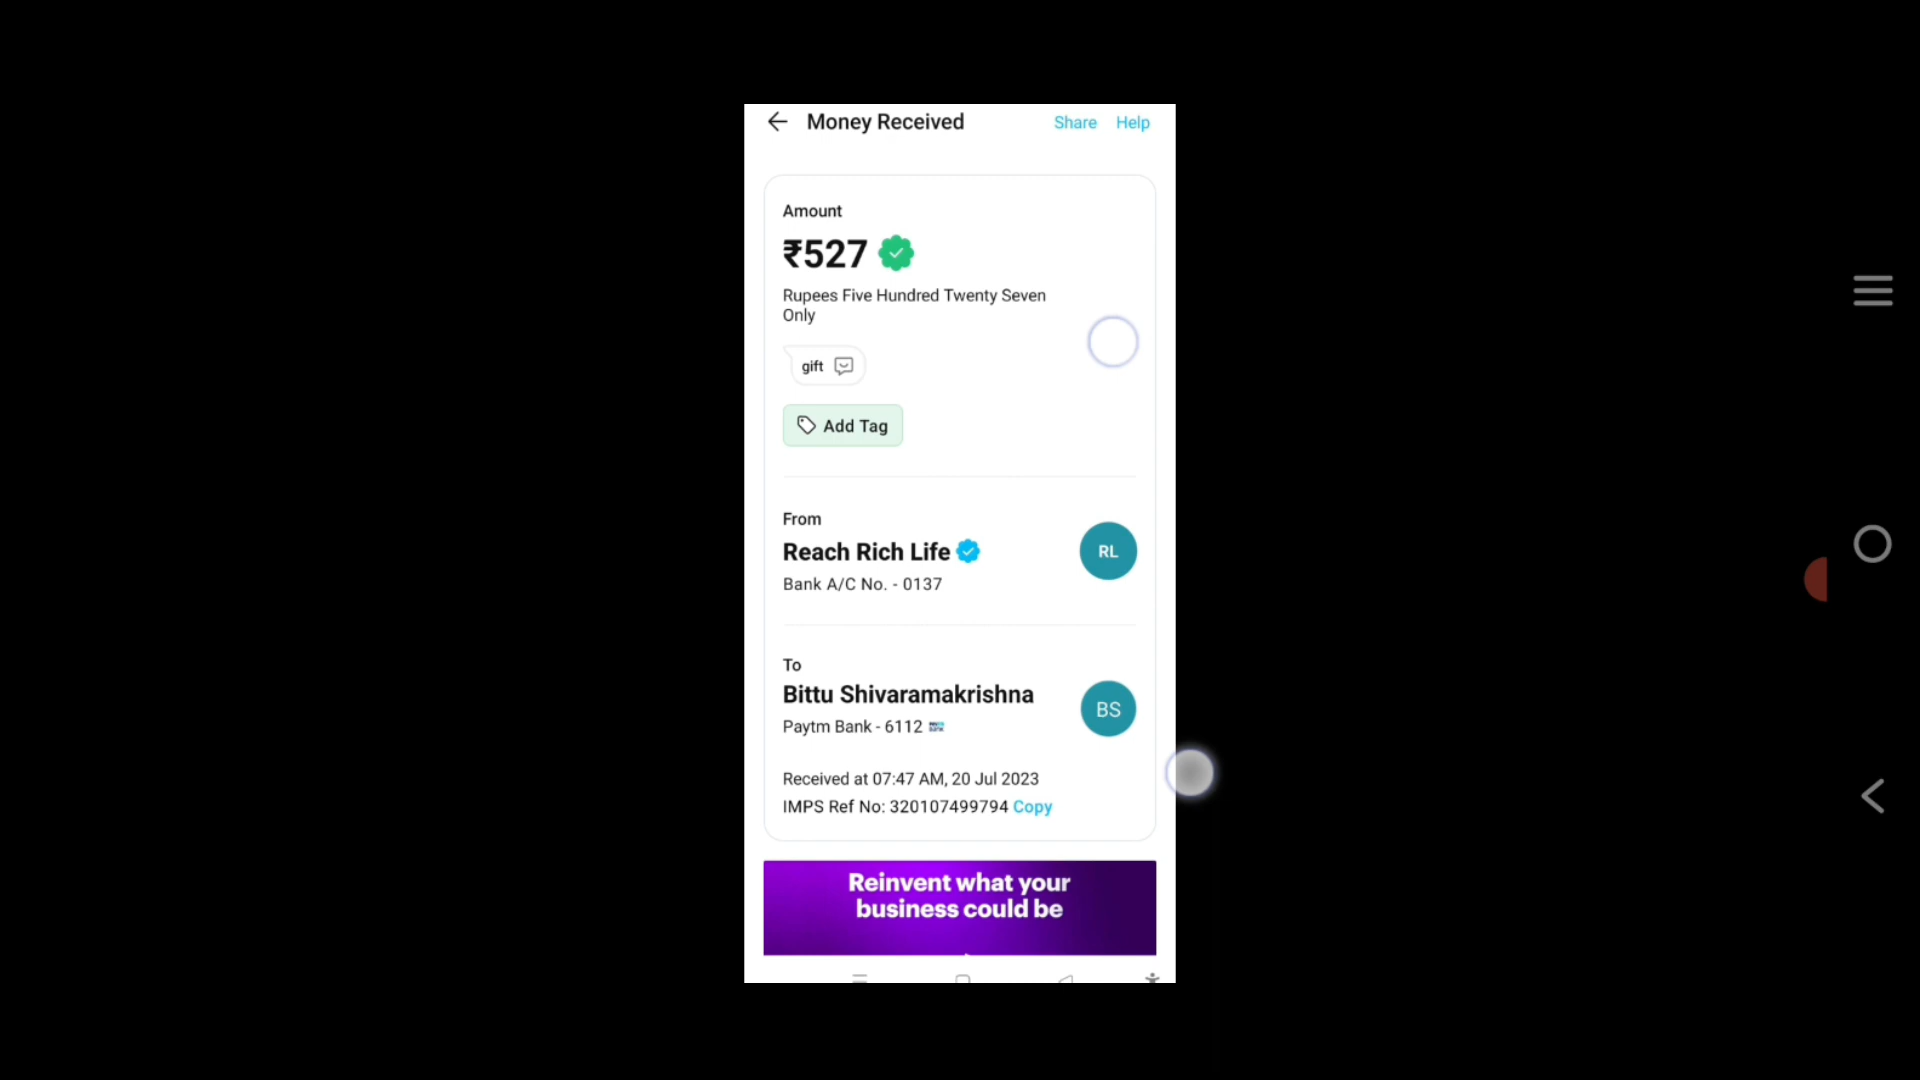 Money Received
Share Help
Amount
₹527
Rupees Five Hundred Twenty Seven
Only
gift
Add Tag
From
Reach Rich Life
RL
Bank A/C No. - 0137
To
Bittu Shivaramakrishna
BS
Paytm Bank - 6112
Received at 07:47 AM, 20 Jul 2023
IMPS Ref No: 320107499794 Copy
Reinvent what your
business could be